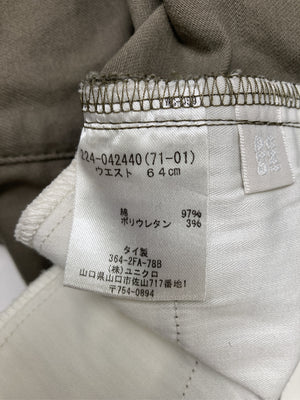 224-042440(71-01)
ウエスト 64cm
綿 97%
ポリウレタン 3%
タイ製
364-2FA-78B
(株)ユニクロ
山口県山口市佐山717番地1
〒754-0894